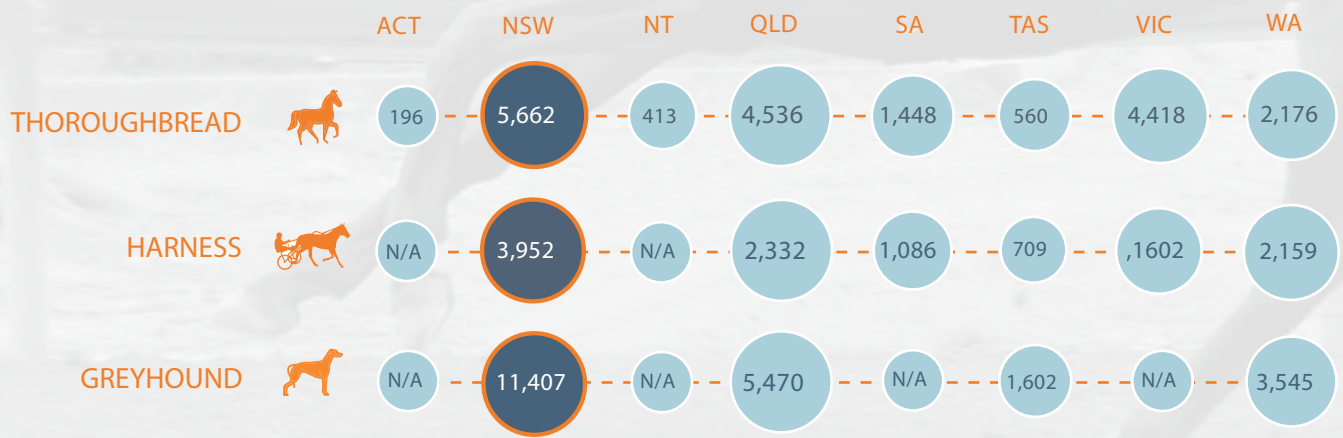 ACT NSW NT QLD SA TAS VIC WA
THOROUGHBREAD 196 5,662 413 4,536 1,448 560 4,418 2,176
HARNESS N/A 3,952 N/A 2,332 1,086 709 ,1602 2,159
GREYHOUND N/A 11,407 N/A 5,470 N/A 1,602 N/A 3,545